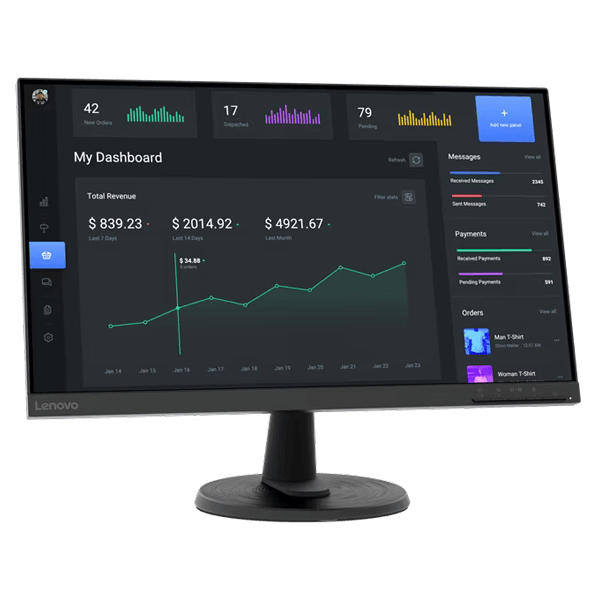 42
New Orders
17
Dispatched
79
Pending
+
Add new panel
My Dashboard
Refresh
Total Revenue
Filter stats
$ 839.23
Last 7 Days
$ 2014.92
Last 14 Days
$ 4921.67
Last Month
$ 34.88
5 orders
Jan 14
Jan 15
Jan 16
Jan 17
Jan 18
Jan 19
Jan 20
Jan 21
Jan 22
Jan 23
Messages
View all
Received Messages
2345
Sent Messages
742
Payments
View all
Received Payments
892
Pending Payments
591
Orders
View all
Man T-Shirt
Woman T-Shirt
Lenovo